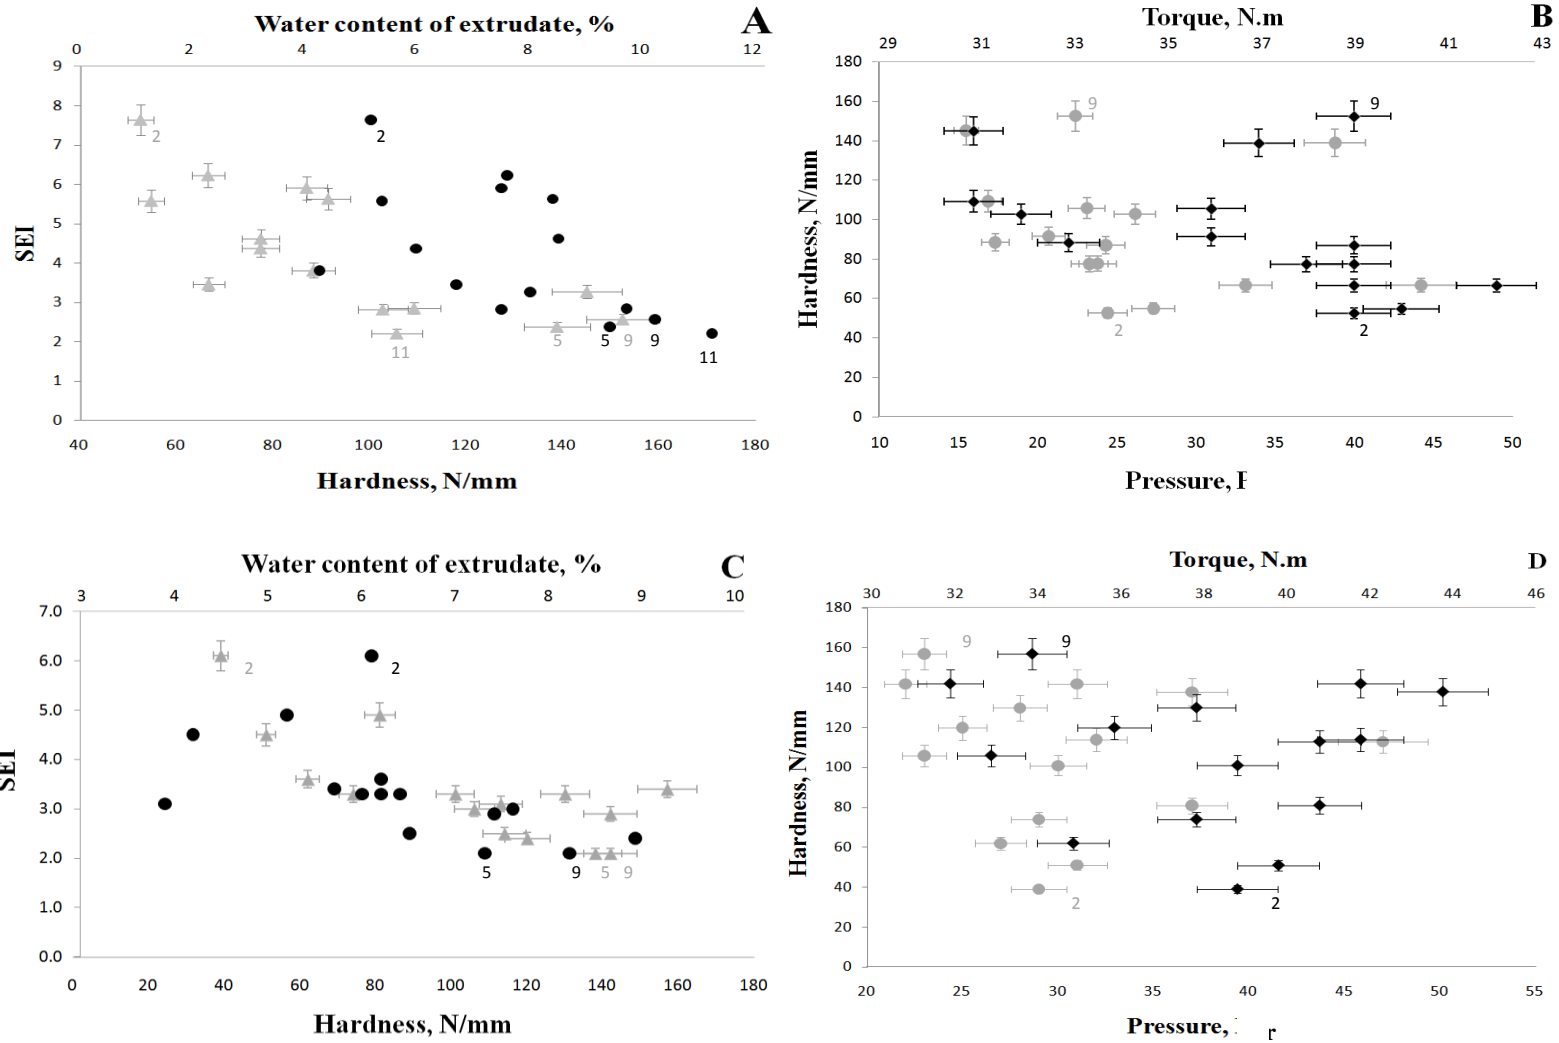 Water content of extrudate, %
A
0 2 4 6 8 10 12
9
8
7
6
5
4
3
2
1
0
SEI
2
2
5
5
9
9
11
11
40 60 80 100 120 140 160 180
Hardness, N/mm
Torque, N.m
B
29 31 33 35 37 39 41 43
180
160
140
120
100
80
60
40
20
0
Hardness, N/mm
9
9
2
2
10 15 20 25 30 35 40 45 50
Pressure,
Water content of extrudate, %
C
3 4 5 6 7 8 9 10
7.0
6.0
5.0
4.0
3.0
2.0
1.0
0.0
SEI
2
2
5
9
5
9
0 20 40 60 80 100 120 140 160 180
Hardness, N/mm
Torque, N.m
D
30 32 34 36 38 40 42 44 46
180
160
140
120
100
80
60
40
20
0
Hardness, N/mm
9
9
2
2
20 25 30 35 40 45 50 55
Pressure,